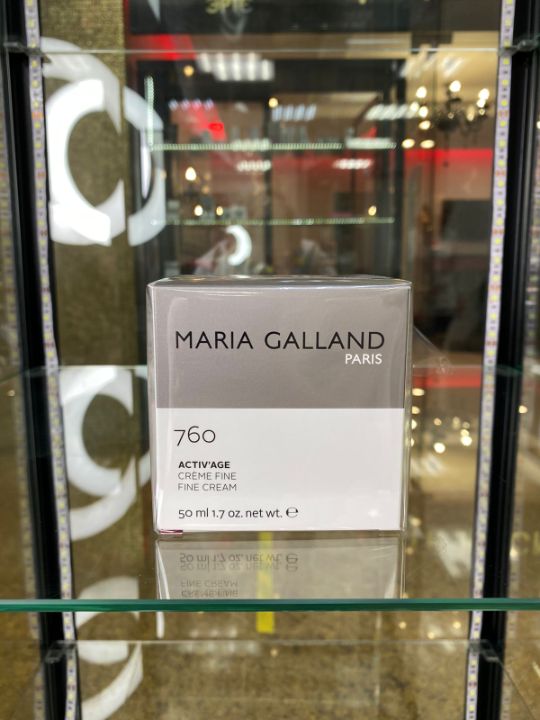 MARIA GALLAND
PARIS
760
ACTIV'AGE
CRÈME FINE
FINE CREAM
50 ml 1.7 oz. net wt. ℮